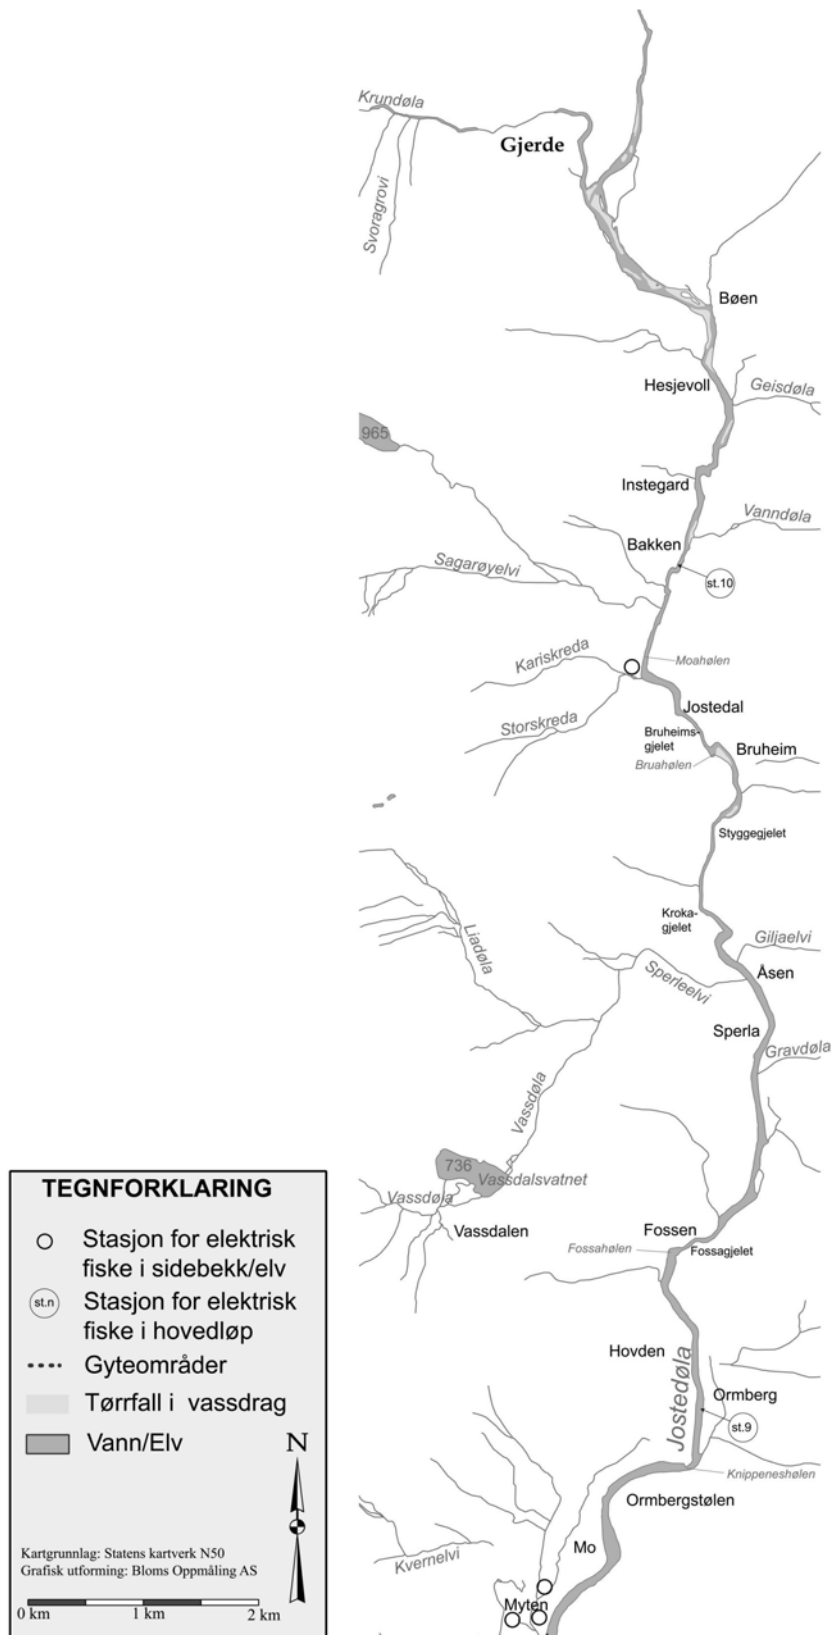 Krundøla
Gjerde
Svoragrovi
Bøen
Hesjevoll
Geisdøla
965
Instegard
Vanndøla
Bakken
Sagarøyelvi
st.10
Kariskreda
Moahølen
Jostedal
Storskreda
Bruheims-
gjelet
Bruheim
Bruahølen
Styggegjelet
Kroka-
gjelet
Liadøla
Giljaelvi
Sperleelvi
Åsen
Sperla
Gravdøla
Vassdøla
736
Vassdalsvatnet
Vassdøla
Vassdalen
Fossen
Fossahølen
Fossagjelet
Hovden
Jostedøla
Ormberg
st.9
Knippeneshølen
Ormbergstølen
Mo
Kvernelvi
Myten
TEGNFORKLARING
Stasjon for elektrisk
fiske i sidebekk/elv
st.n
Stasjon for elektrisk
fiske i hovedløp
Gyteområder
Tørrfall i vassdrag
Vann/Elv
N
Kartgrunnlag: Statens kartverk N50
Grafisk utforming: Bloms Oppmåling AS
0 km 1 km 2 km